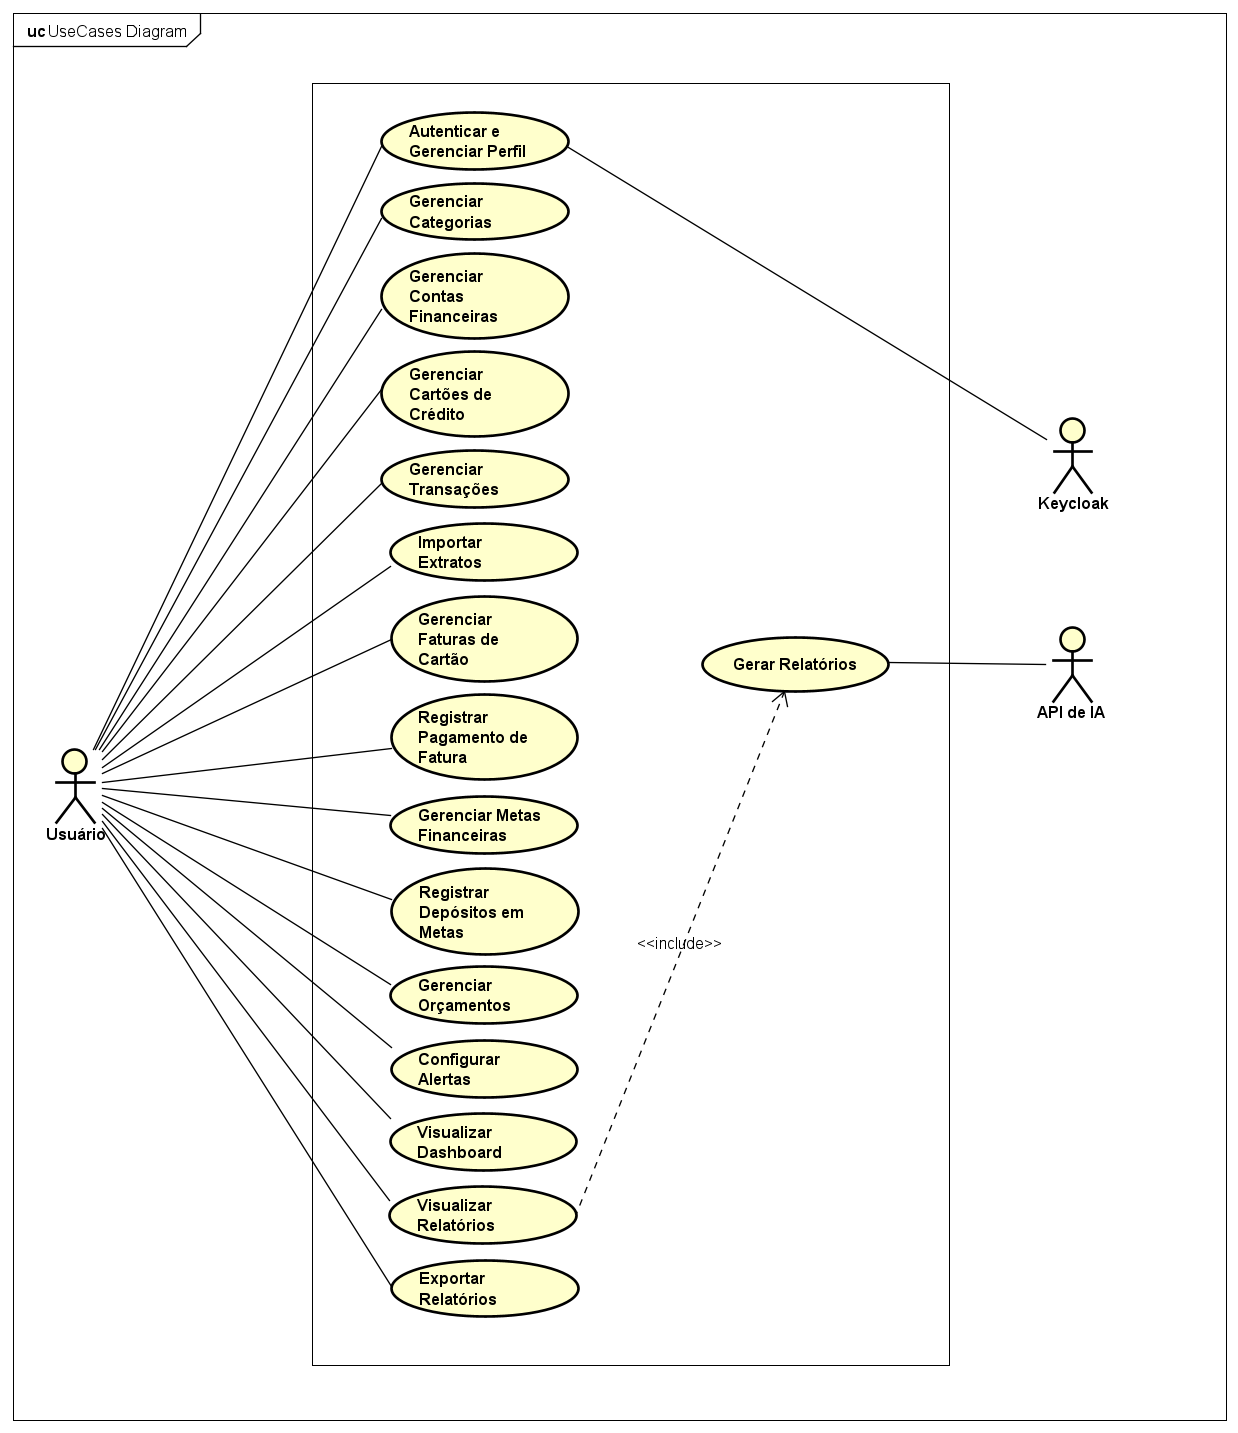 uc UseCases Diagram
Autenticar e
Gerenciar Perfil
Gerenciar
Categorias
Gerenciar
Contas
Financeiras
Gerenciar
Cartões de
Crédito
Gerenciar
Transações
Keycloak
Importar
Extratos
Gerenciar
Faturas de
Cartão
Gerar Relatórios
API de IA
Registrar
Pagamento de
Fatura
Usuário
Gerenciar Metas
Financeiras
Registrar
Depósitos em
Metas
<<include>>
Gerenciar
Orçamentos
Configurar
Alertas
Visualizar
Dashboard
Visualizar
Relatórios
Exportar
Relatórios